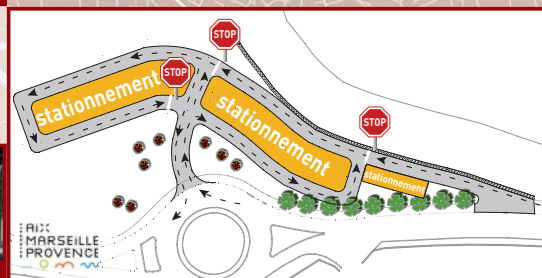 STOP
STOP
stationnement
stationnement
STOP
stationnement
AIX
MARSEILLE
PROVENCE